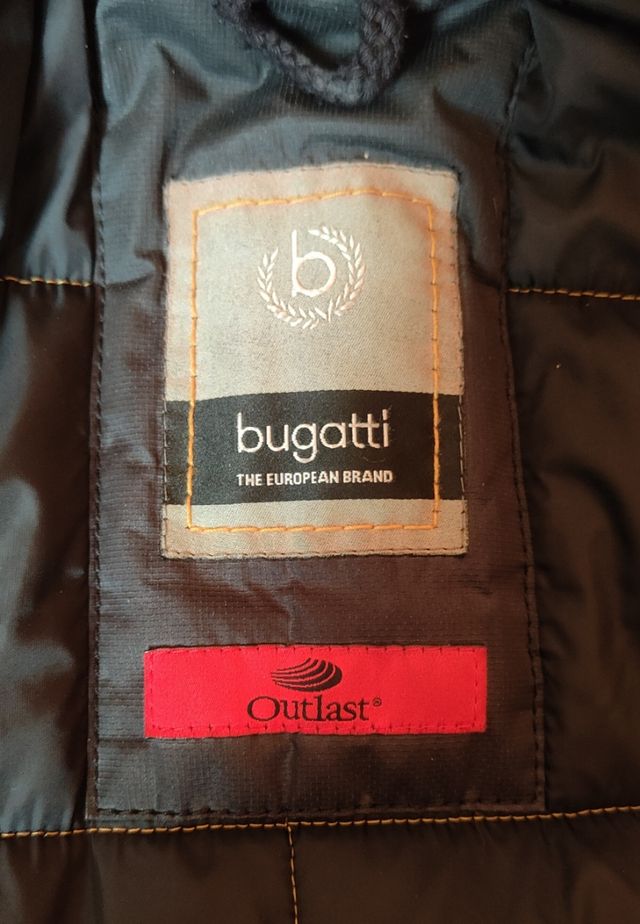 b
bugatti
THE EUROPEAN BRAND
Outlast®